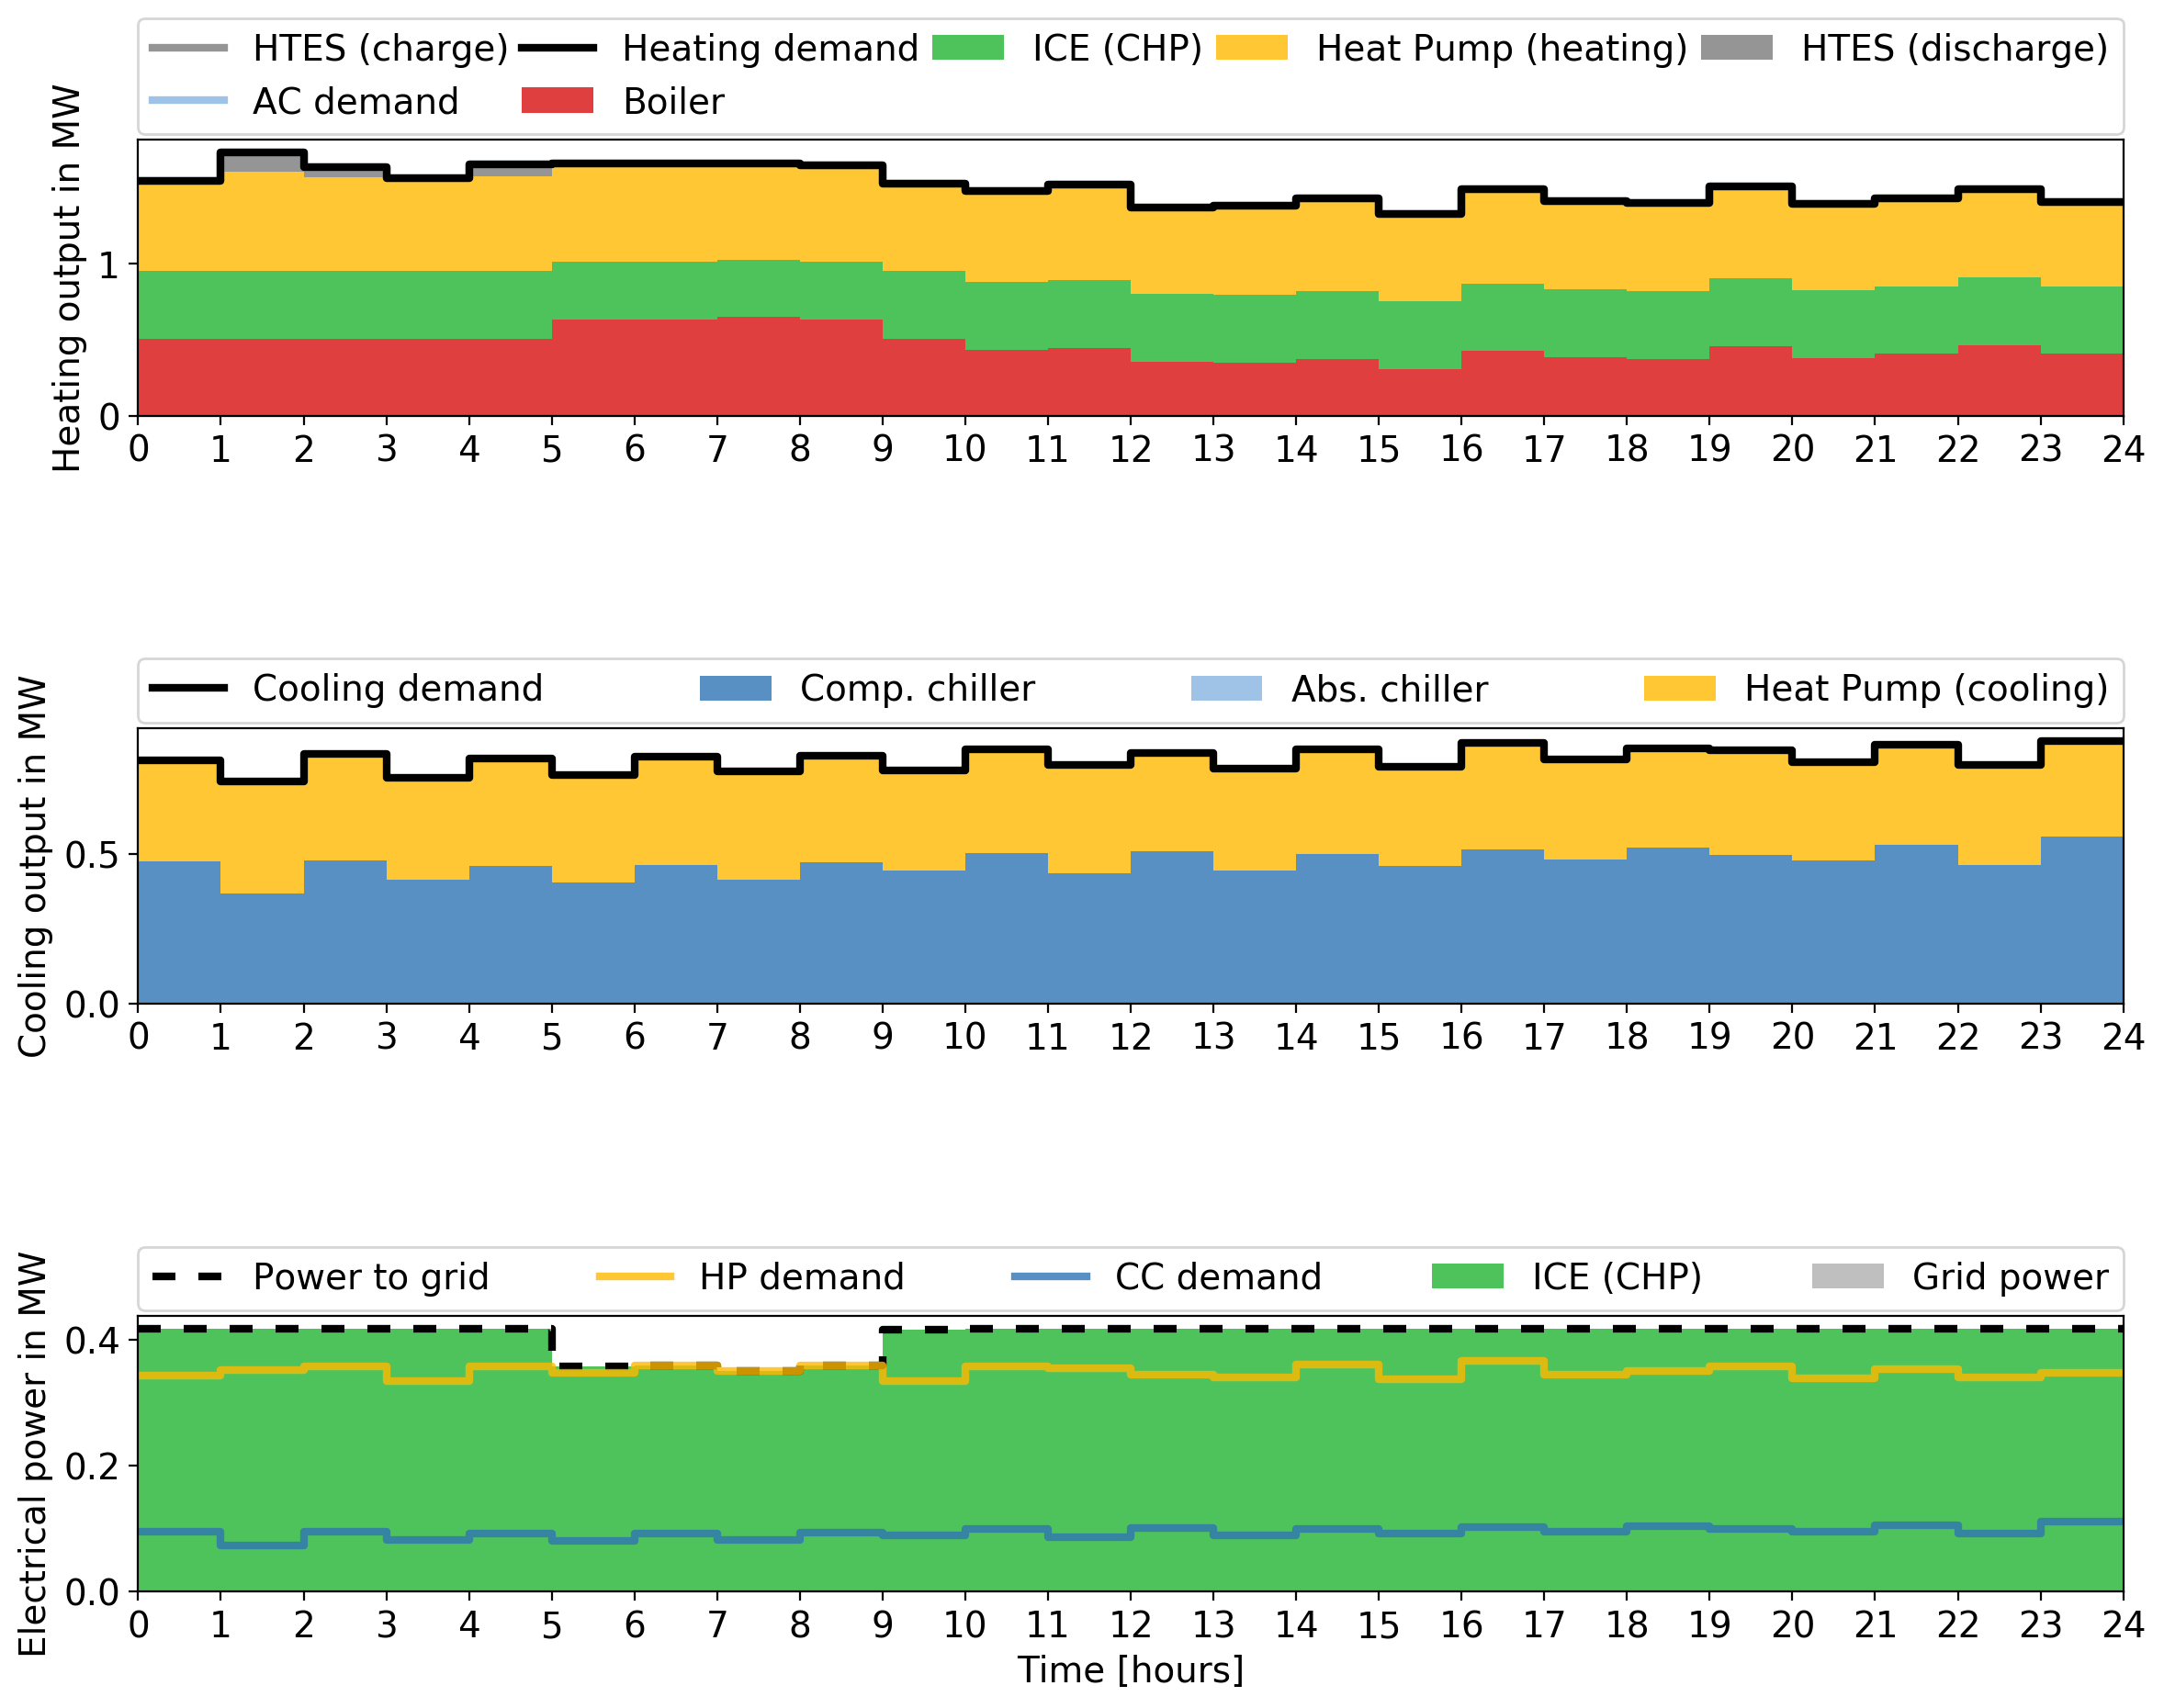 HTES (charge) Heating demand ICE (CHP) Heat Pump (heating) HTES (discharge)
AC demand Boiler
Heating output in MW
1
0
0 1 2 3 4 5 6 7 8 9 10 11 12 13 14 15 16 17 18 19 20 21 22 23 24
Cooling demand Comp. chiller Abs. chiller Heat Pump (cooling)
Cooling output in MW
0.5
0.0
0 1 2 3 4 5 6 7 8 9 10 11 12 13 14 15 16 17 18 19 20 21 22 23 24
Power to grid HP demand CC demand ICE (CHP) Grid power
Electrical power in MW
0.4
0.2
0.0
0 1 2 3 4 5 6 7 8 9 10 11 12 13 14 15 16 17 18 19 20 21 22 23 24
Time [hours]